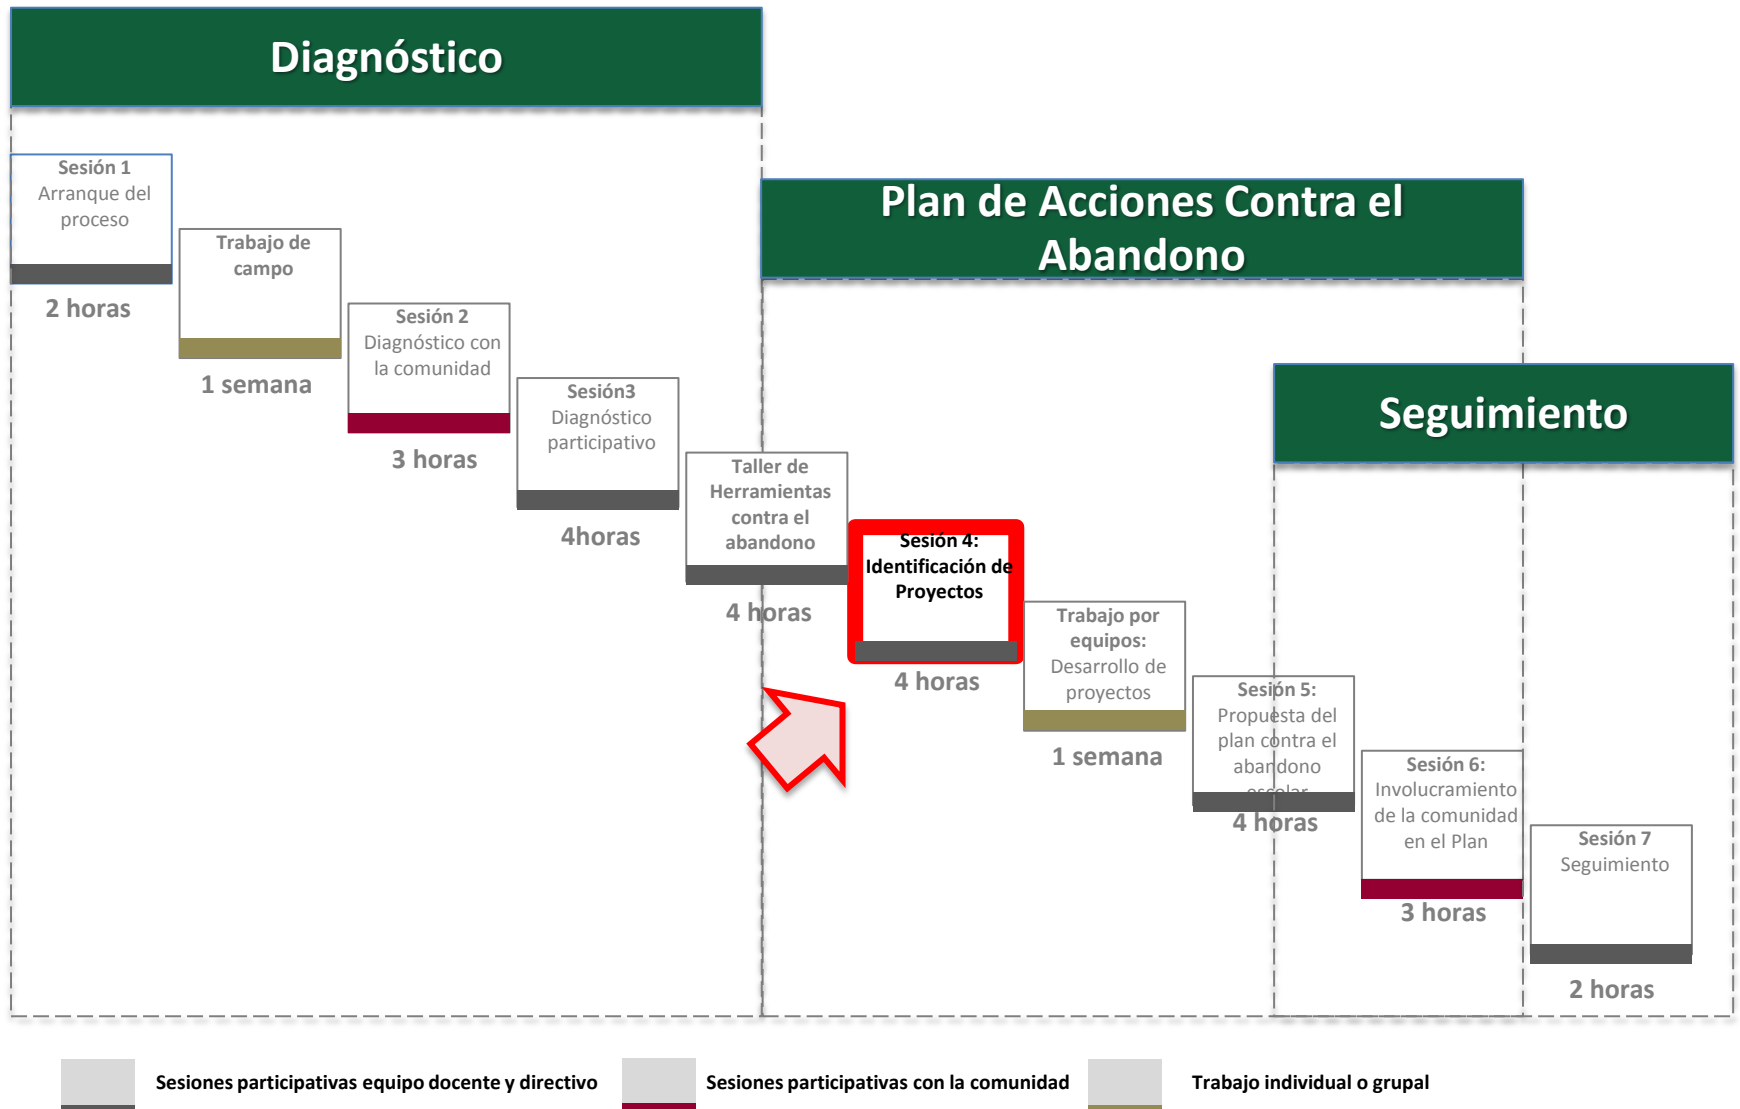 Diagnóstico
Sesión 1
Arranque del
proceso
2 horas
Trabajo de
campo
1 semana
Sesión 2
Diagnóstico con
la comunidad
3 horas
Sesión3
Diagnóstico
participativo
4horas
Plan de Acciones Contra el
Abandono
Taller de
Herramientas
contra el
abandono
4 horas
Sesión 4:
Identificación de
Proyectos
4 horas
Trabajo por
equipos:
Desarrollo de
proyectos
1 semana
Seguimiento
Sesión 5:
Propuesta del
plan contra el
abandono
escolar
4 horas
Sesión 6:
Involucramiento
de la comunidad
en el Plan
3 horas
Sesión 7
Seguimiento
2 horas
Sesiones participativas equipo docente y directivo
Sesiones participativas con la comunidad
Trabajo individual o grupal